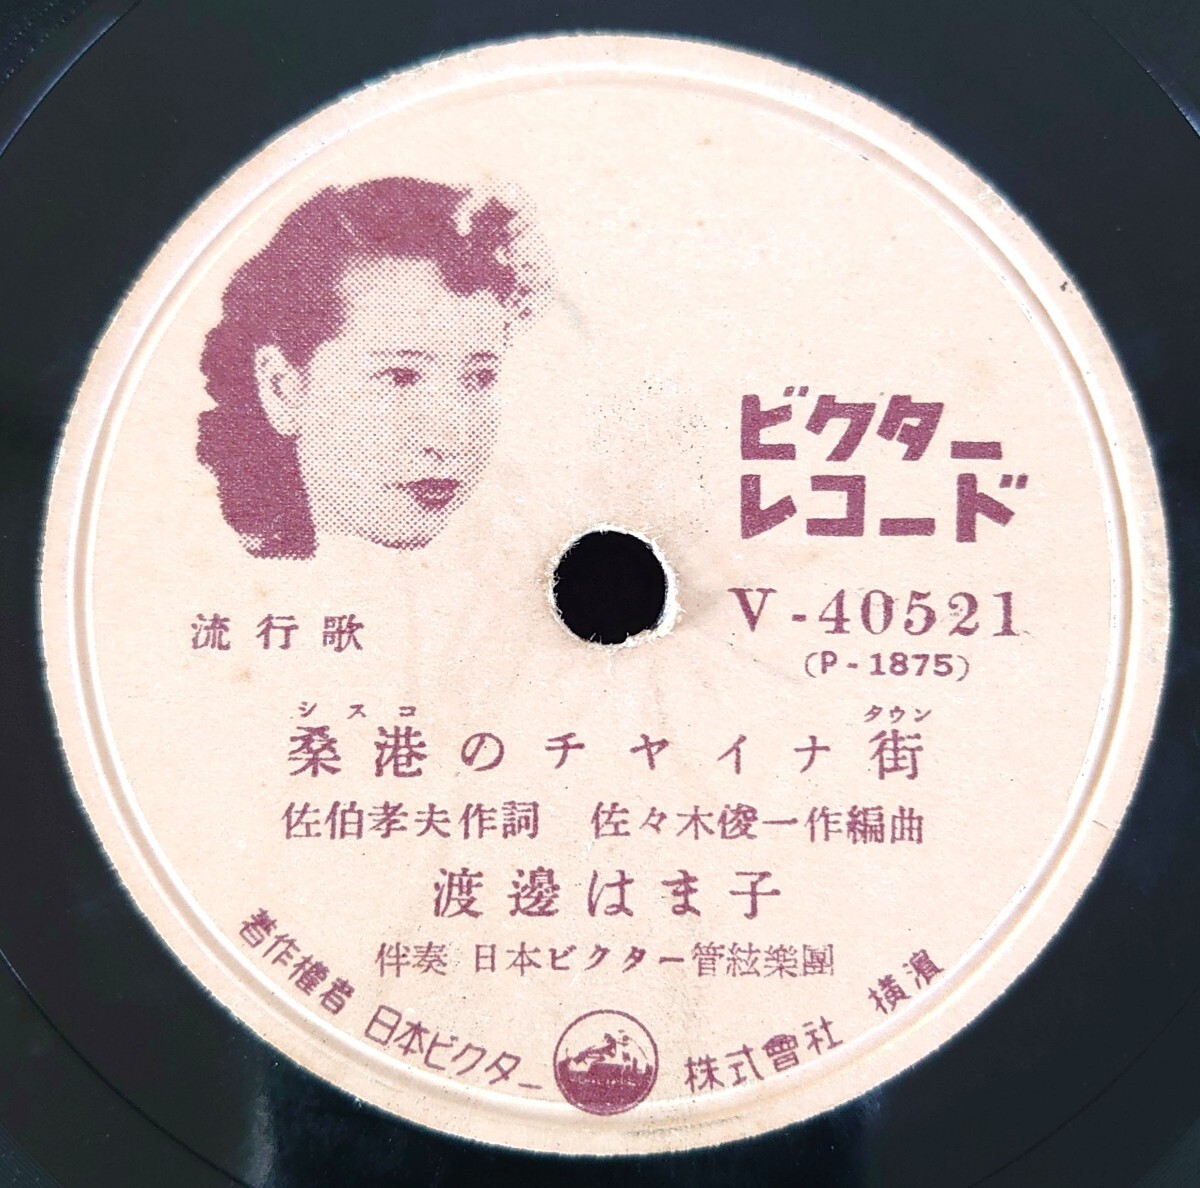 ビクター
レコード
V-40521
(P-1875)
流行歌
シスコ タウン
桑港のチャイナ街
佐伯孝夫作詞 佐々木俊一作編曲
渡邊はま子
伴奏 日本ビクター管絃樂團
著作權者 日本ビクター株式會社 橫濱